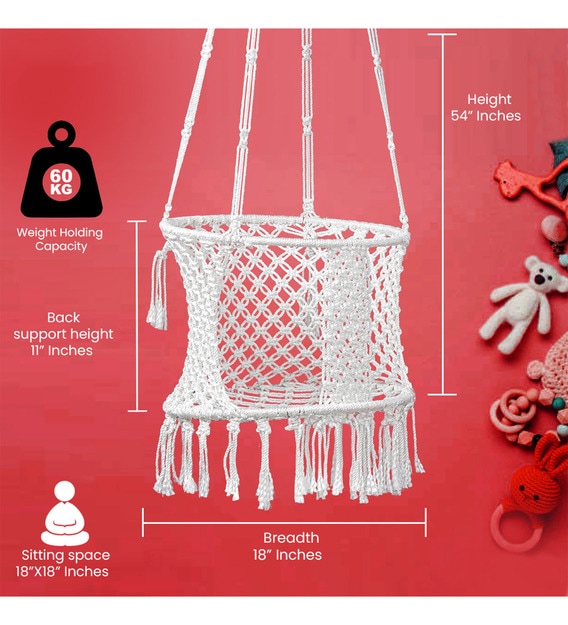 Height
54” Inches
60
KG
Weight Holding
Capacity
Back
support height
11” Inches
Breadth
18” Inches
Sitting space
18”X18” Inches